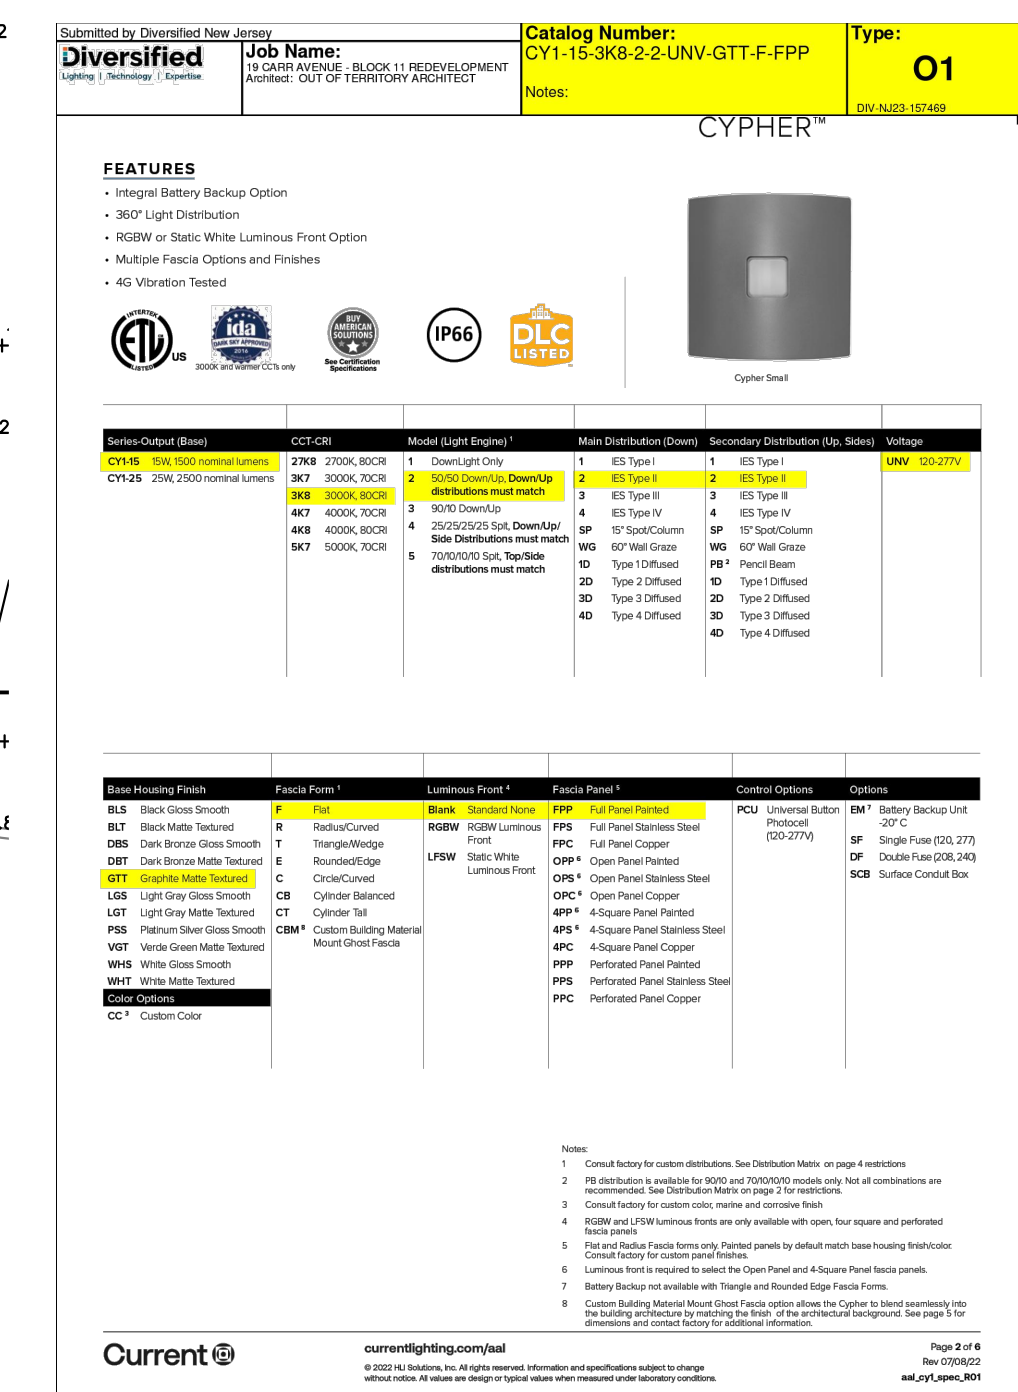 Submitted by Diversified New Jersey
Diversified
Lighting | Technology | Expertise
Job Name:
19 CARR AVENUE - BLOCK 11 REDEVELOPMENT
Architect: OUT OF TERRITORY ARCHITECT
Catalog Number:
CY1-15-3K8-2-2-UNV-GTT-F-FPP
Notes:
Type:
O1
DIV-NJ23-157469
CYPHER™
FEATURES
• Integral Battery Backup Option
• 360° Light Distribution
• RGBW or Static White Luminous Front Option
• Multiple Fascia Options and Finishes
• 4G Vibration Tested
INTERTEK
ETL
LISTED
US
ida
DARK SKY APPROVED
2016
3000K and warmer CCTs only
BUY
AMERICAN
SOLUTIONS
See Certification
Specifications
IP66
DLC
LISTED
Cypher Small
Series-Output (Base)
CY1-15 15W, 1500 nominal lumens
CY1-25 25W, 2500 nominal lumens
CCT-CRI
27K8 2700K, 80CRI
3K7 3000K, 70CRI
3K8 3000K, 80CRI
4K7 4000K, 70CRI
4K8 4000K, 80CRI
5K7 5000K, 70CRI
Model (Light Engine) 1
1 DownLight Only
2 50/50 Down/Up, Down/Up
distributions must match
3 90/10 Down/Up
4 25/25/25/25 Spit, Down/Up/
Side Distributions must match
5 70/10/10/10 Spit, Top/Side
distributions must match
Main Distribution (Down)
1 IES Type I
2 IES Type II
3 IES Type III
4 IES Type IV
SP 15° Spot/Column
WG 60° Wall Graze
1D Type 1 Diffused
2D Type 2 Diffused
3D Type 3 Diffused
4D Type 4 Diffused
Secondary Distribution (Up, Sides)
1 IES Type I
2 IES Type II
3 IES Type III
4 IES Type IV
SP 15° Spot/Column
WG 60° Wall Graze
PB 2 Pencil Beam
1D Type 1 Diffused
2D Type 2 Diffused
3D Type 3 Diffused
4D Type 4 Diffused
Voltage
UNV 120-277V
Base Housing Finish
BLS Black Gloss Smooth
BLT Black Matte Textured
DBS Dark Bronze Gloss Smooth
DBT Dark Bronze Matte Textured
GTT Graphite Matte Textured
LGS Light Gray Gloss Smooth
LGT Light Gray Matte Textured
PSS Platinum Silver Gloss Smooth
VGT Verde Green Matte Textured
WHS White Gloss Smooth
WHT White Matte Textured
Color Options
CC 3 Custom Color
Fascia Form 1
F Flat
R Radius/Curved
T Triangle/Wedge
E Rounded/Edge
C Circle/Curved
CB Cylinder Balanced
CT Cylinder Tall
CBM 8 Custom Building Material
Mount Ghost Fascia
Luminous Front 4
Blank Standard None
RGBW RGBW Luminous
Front
LFSW Static White
Luminous Front
Fascia Panel 5
FPP Full Panel Painted
FPS Full Panel Stainless Steel
FPC Full Panel Copper
OPP 6 Open Panel Painted
OPS 6 Open Panel Stainless Steel
OPC 6 Open Panel Copper
4PP 6 4-Square Panel Painted
4PS 6 4-Square Panel Stainless Steel
4PC 4-Square Panel Copper
PPP Perforated Panel Painted
PPS Perforated Panel Stainless Steel
PPC Perforated Panel Copper
Control Options
PCU Universal Button
Photocell
(120-277V)
Options
EM 7 Battery Backup Unit
-20° C
SF Single Fuse (120, 277)
DF Double Fuse (208, 240)
SCB Surface Conduit Box
Notes:
1 Consult factory for custom distributions. See Distribution Matrix on page 4 restrictions
2 PB distribution is available for 90/10 and 70/10/10/10 models only. Not all combinations are
recommended. See Distribution Matrix on page 2 for restrictions.
3 Consult factory for custom color, marine and corrosive finish
4 RGBW and LFSW luminous fronts are only available with open, four square and perforated
fascia panels
5 Flat and Radius Fascia forms only. Painted panels by default match base housing finish/color.
Consult factory for custom panel finishes.
6 Luminous front is required to select the Open Panel and 4-Square Panel fascia panels.
7 Battery Backup not available with Triangle and Rounded Edge Fascia Forms.
8 Custom Building Material Mount Ghost Fascia option allows the Cypher to blend seamlessly into
the building architecture by matching the finish of the architectural background. See page 5 for
dimensions and contact factory for additional information.
Current
currentlighting.com/aal
© 2022 HLI Solutions, Inc. All rights reserved. Information and specifications subject to change
without notice. All values are design or typical values when measured under laboratory conditions.
Page 2 of 6
Rev 07/08/22
aal_cy1_spec_R01